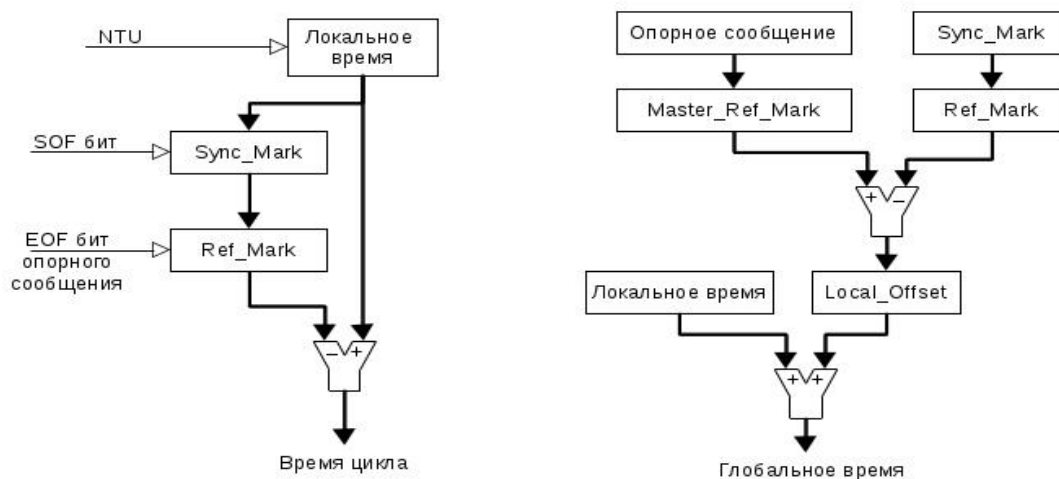 NTU
Локальное
время
SOF бит
Sync_Mark
EOF бит
опорного
сообщения
Ref_Mark
− +
Время цикла
Опорное сообщение
Sync_Mark
Master_Ref_Mark
Ref_Mark
+ −
Локальное время
Local_Offset
+ +
Глобальное время